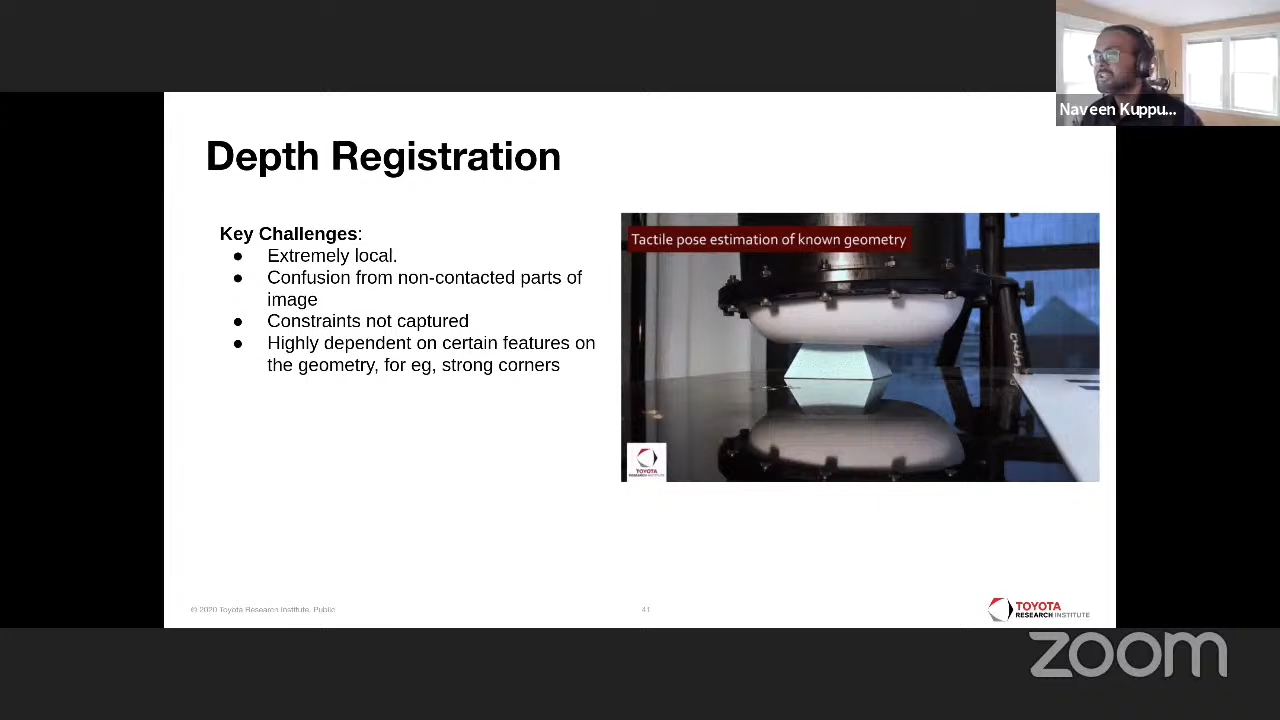 Naveen Kuppu...
Depth Registration
Key Challenges:
● Extremely local.
● Confusion from non-contacted parts of
image
● Constraints not captured
● Highly dependent on certain features on
the geometry, for eg, strong corners
Tactile pose estimation of known geometry
TOYOTA
RESEARCH INSTITUTE
© 2020 Toyota Research Institute. Public
41
TOYOTA
RESEARCH INSTITUTE
zoom